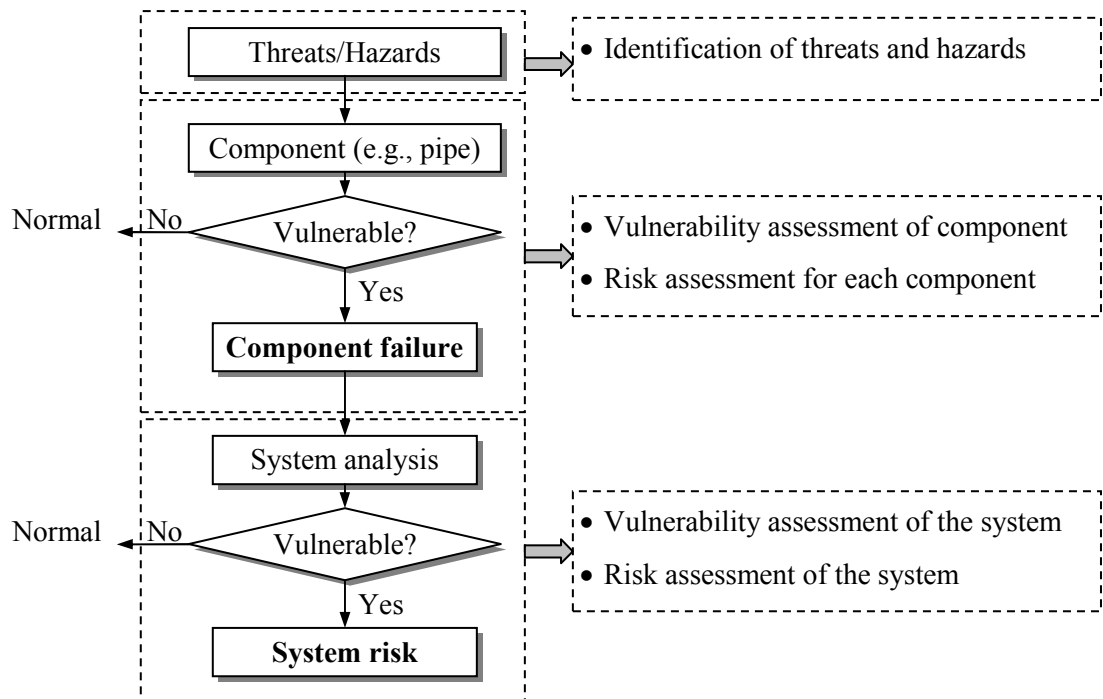 Threats/Hazards
• Identification of threats and hazards
Component (e.g., pipe)
Normal
No
Vulnerable?
• Vulnerability assessment of component
• Risk assessment for each component
Yes
Component failure
System analysis
Normal
No
Vulnerable?
• Vulnerability assessment of the system
• Risk assessment of the system
Yes
System risk